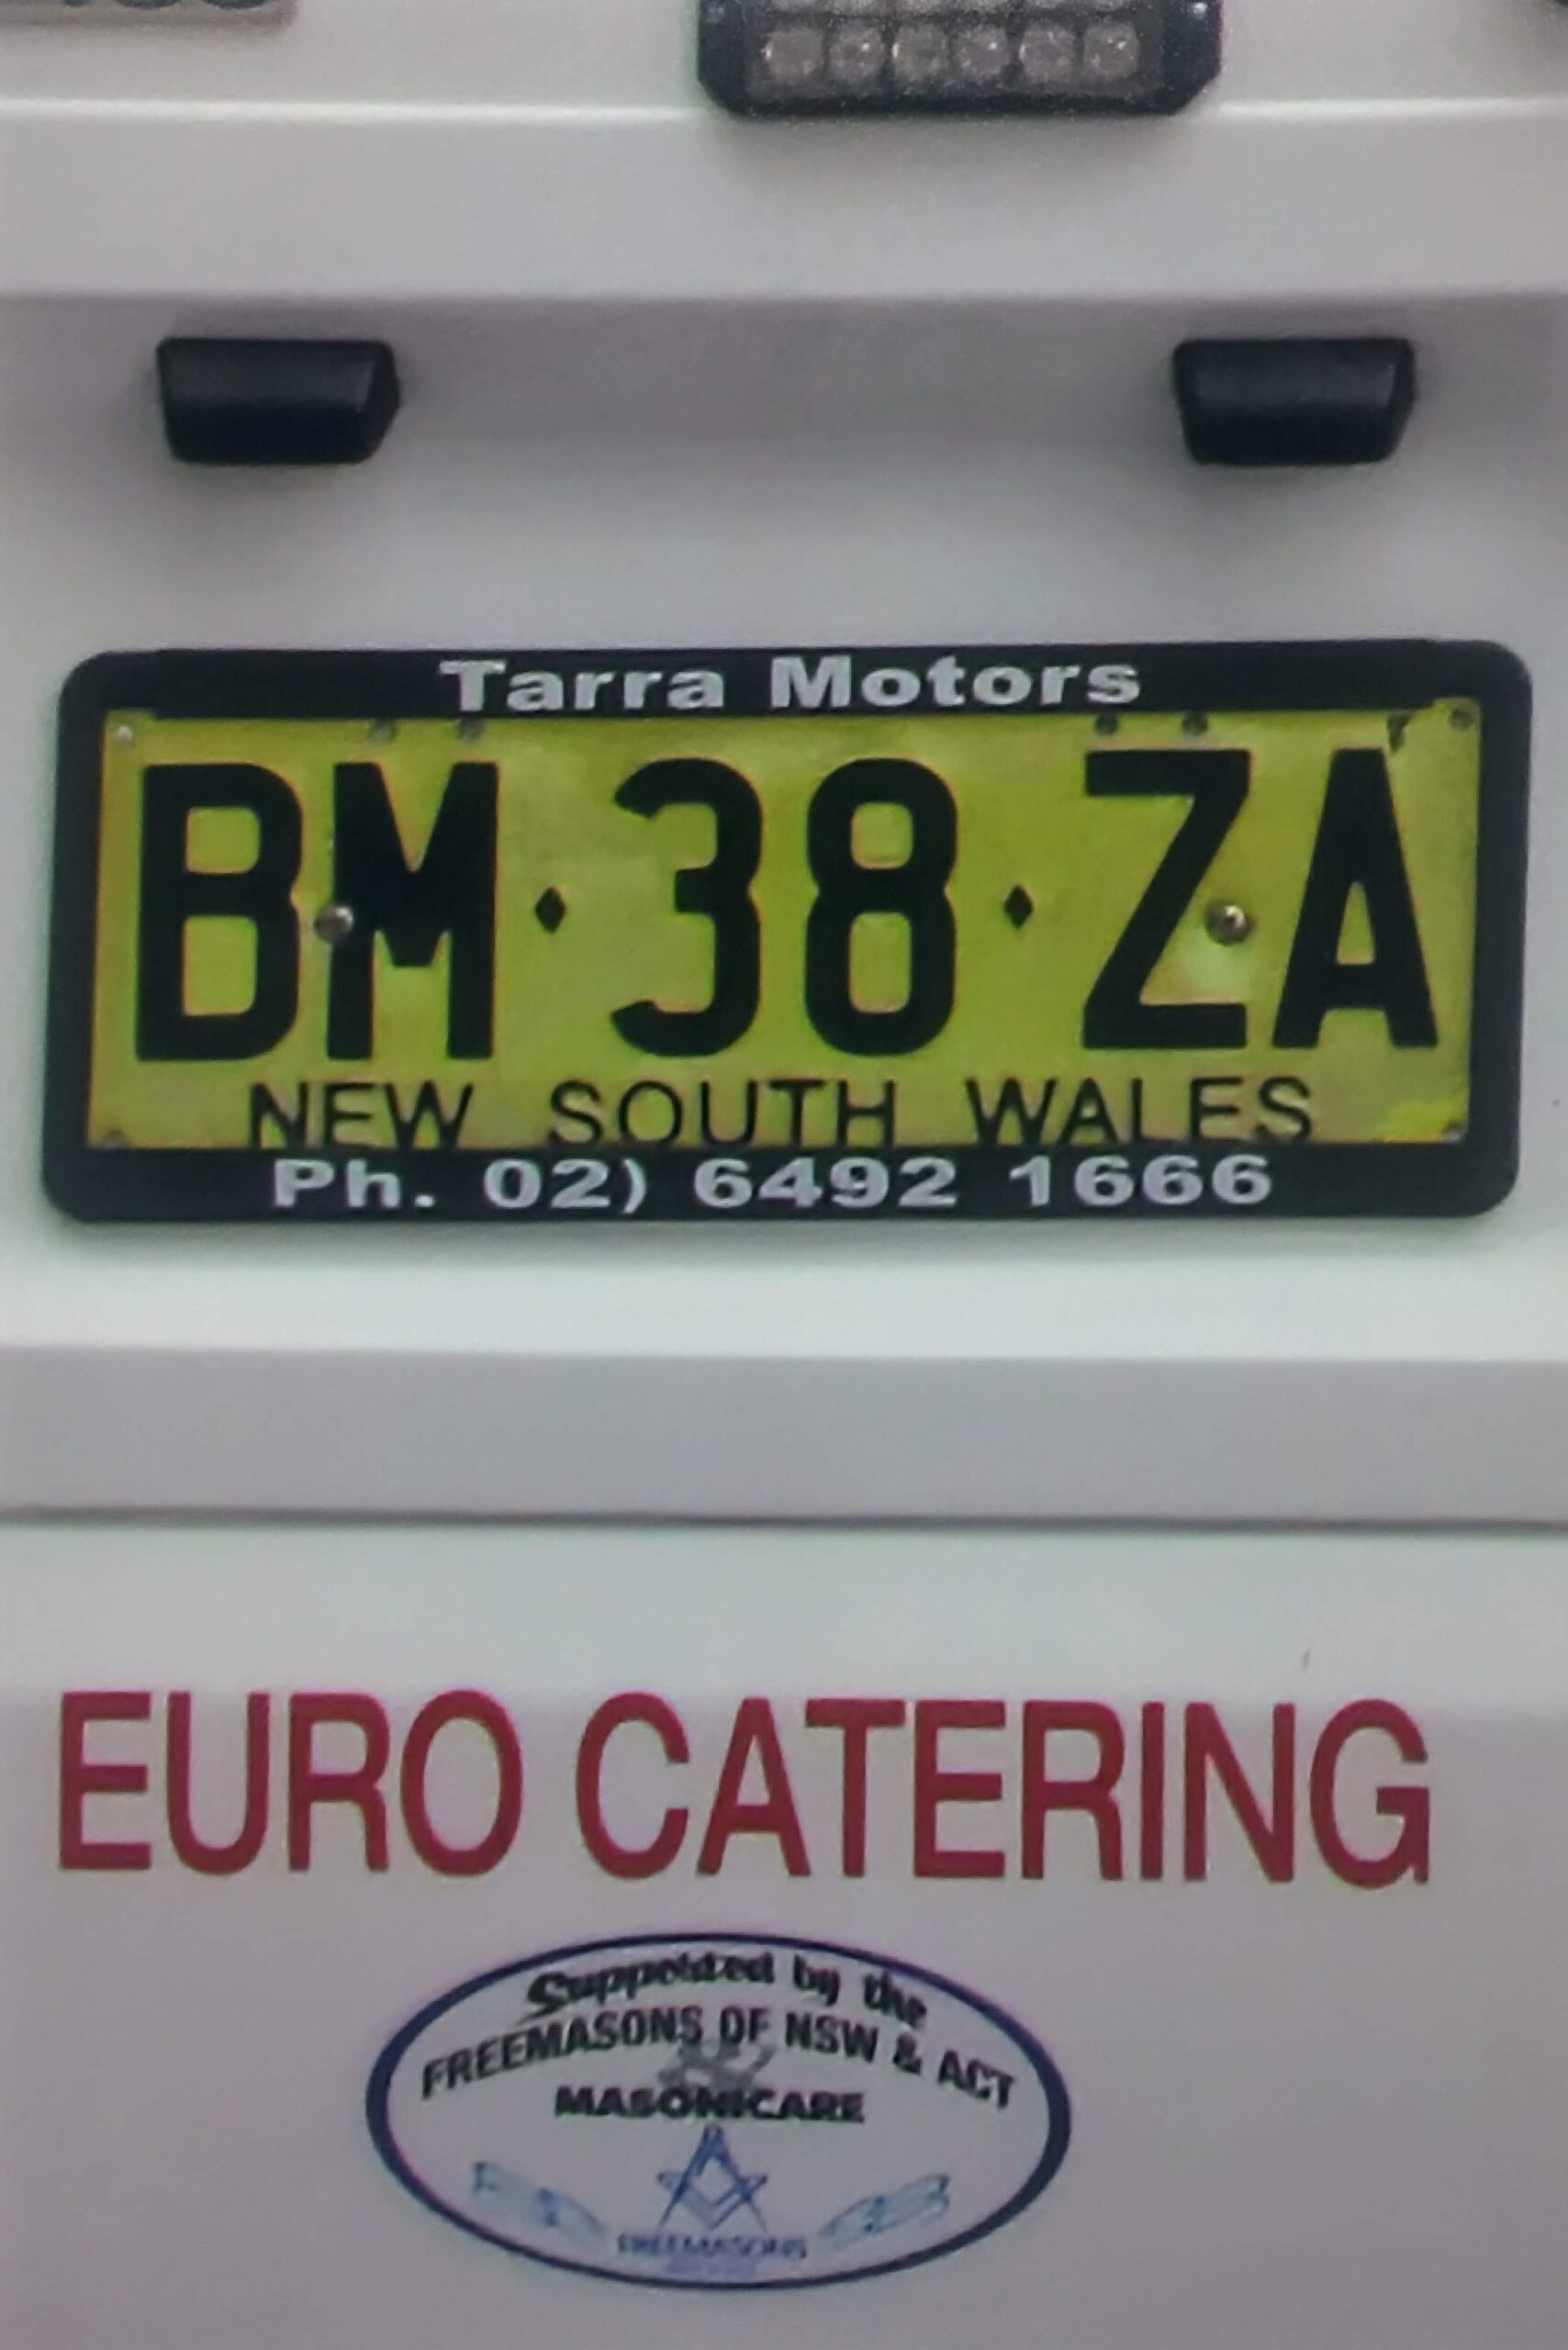 Tarra Motors
BM·38·ZA
NEW SOUTH WALES
Ph. 02) 6492 1666
EURO CATERING
Supported by the
FREEMASONS OF NSW & ACT
MASONICARE
FREEMASONS